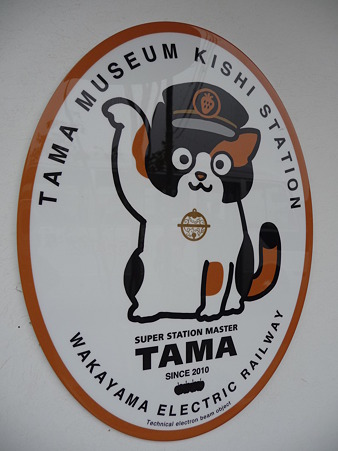 TAMA MUSEUM KISHI STATION
SUPER STATION MASTER
TAMA
SINCE 2010
WAKAYAMA ELECTRIC RAILWAY
Technical electron beam object